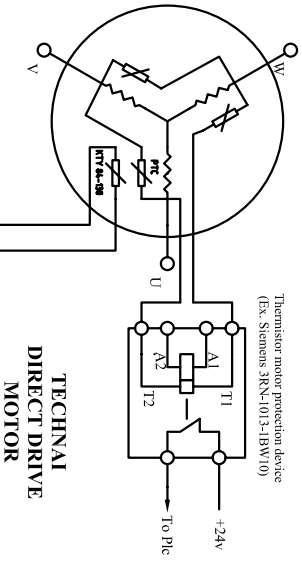 Thermistor motor protection device
(Ex. Siemens 3RN-1013-1BW10)
W
V
U
PTC
KTY 84-130
A1
T1
A2
T2
+24v
To Plc
TECHNAI
DIRECT DRIVE
MOTOR